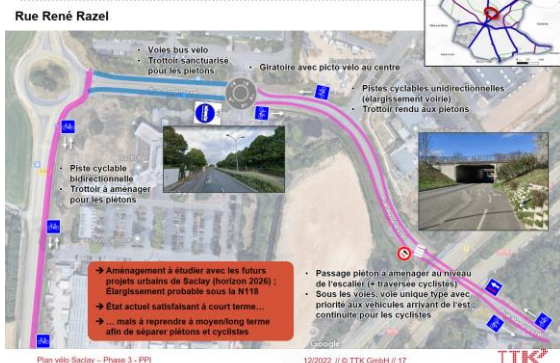 Rue René Razel
• Voies bus vélo
• Trottoir sanctuarisé
pour les piétons
• Giratoire avec picto vélo au centre
• Pistes cyclables unidirectionnelles
(élargissement voirie)
• Trottoir rendu aux piétons
• Piste cyclable
bidirectionnelle
• Trottoir à aménager
pour les piétons
➔ Aménagement à étudier avec les futurs
projets urbains de Saclay (horizon 2026) ;
Élargissement probable sous la N118
➔ État actuel satisfaisant à court terme…
➔ … mais à reprendre à moyen/long terme
afin de séparer piétons et cyclistes
• Passage piéton à aménager au niveau
de l'escalier (+ traversée cyclistes)
• Sous les voies, voie unique type avec
priorité aux véhicules arrivant de l'est ;
continuité pour les cyclistes
Google
Plan vélo Saclay – Phase 3 - PPI
12/2022 // © TTK GmbH // 17
TTK